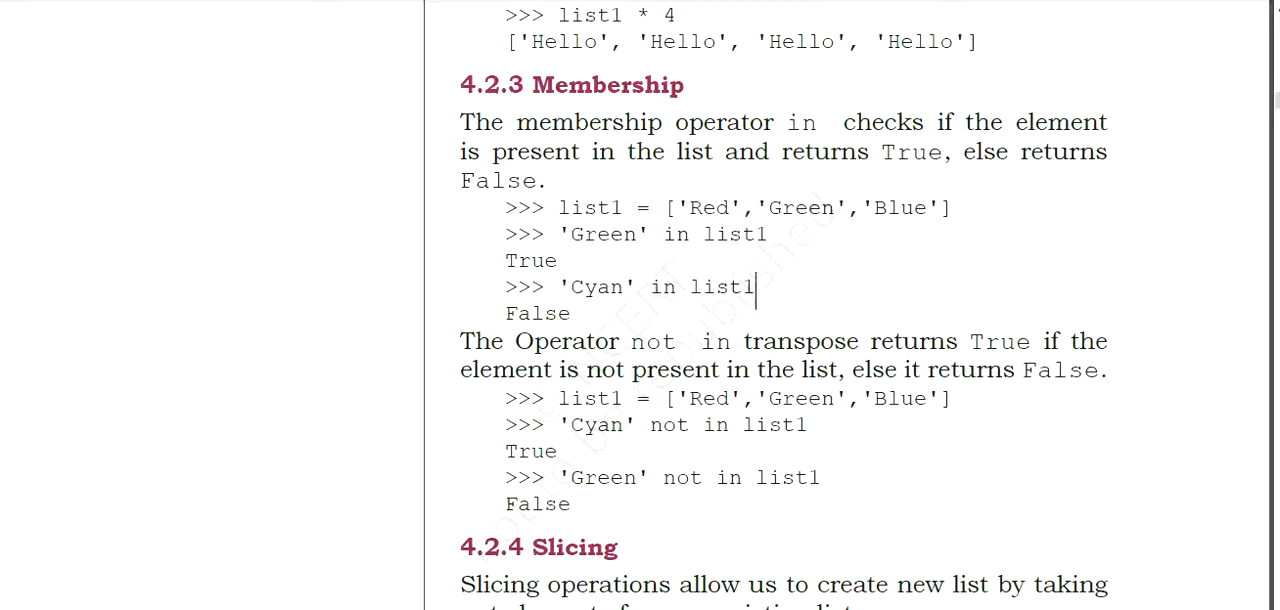 >>> list1 * 4
['Hello', 'Hello', 'Hello', 'Hello']
4.2.3 Membership
The membership operator in checks if the element
is present in the list and returns True, else returns
False.
>>> list1 = ['Red','Green','Blue']
>>> 'Green' in list1
True
>>> 'Cyan' in list1
False
The Operator not in transpose returns True if the
element is not present in the list, else it returns False.
>>> list1 = ['Red','Green','Blue']
>>> 'Cyan' not in list1
True
>>> 'Green' not in list1
False
4.2.4 Slicing
Slicing operations allow us to create new list by taking